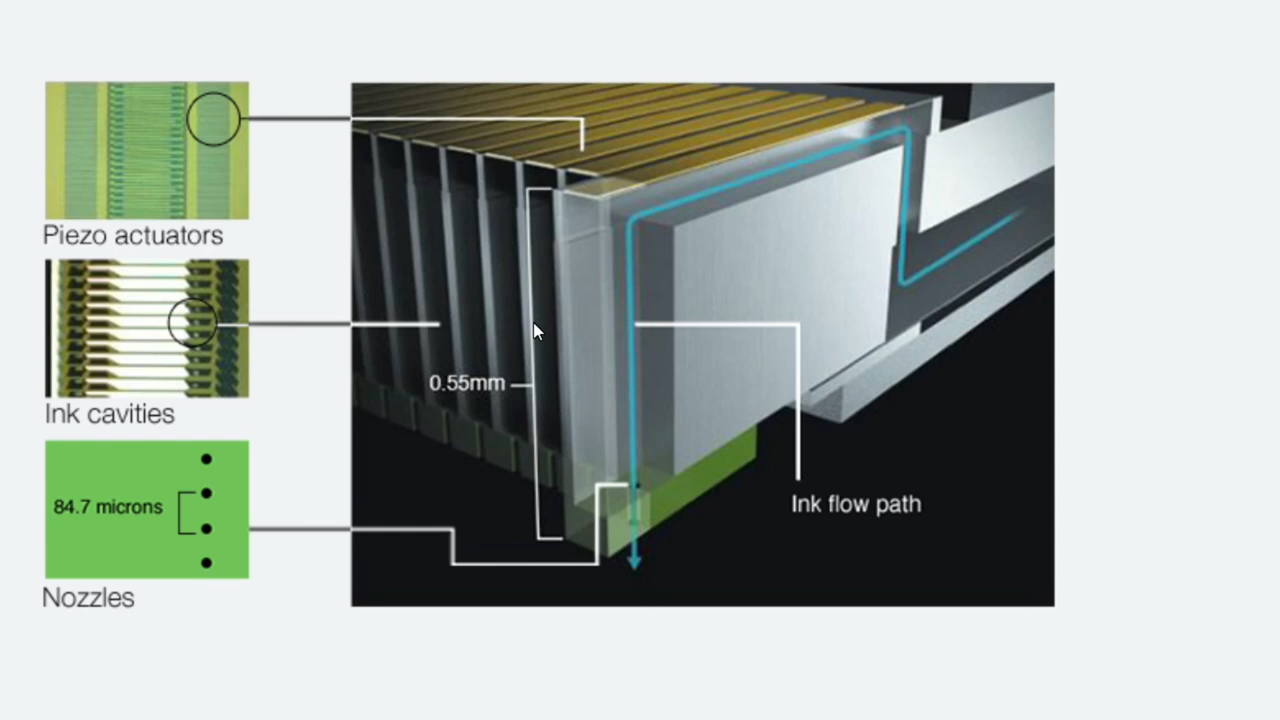 Piezo actuators
Ink cavities
0.55mm
84.7 microns
Ink flow path
Nozzles